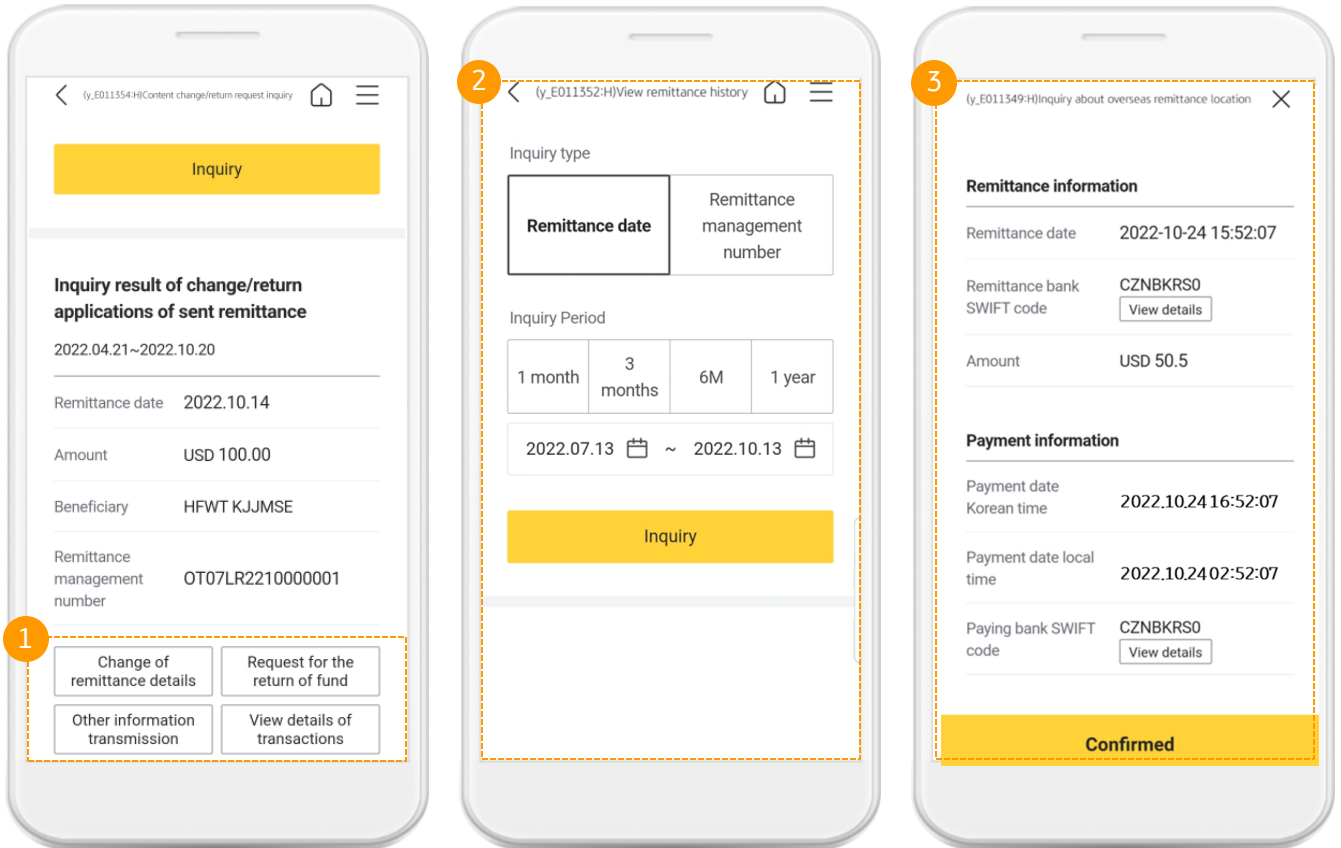 (y_E011354:H)Content change/return request inquiry
Inquiry
Inquiry result of change/return
applications of sent remittance
2022.04.21~2022.10.20
Remittance date 2022.10.14
Amount USD 100.00
Beneficiary HFWT KJJMSE
Remittance
management
number
OT07LR2210000001
1
Change of
remittance details
Request for the
return of fund
Other information
transmission
View details of
transactions
2
(y_E011352:H)View remittance history
Inquiry type
Remittance date
Remittance
management
number
Inquiry Period
1 month
3
months
6M
1 year
2022.07.13 ~ 2022.10.13
Inquiry
3
(y_E011349:H)Inquiry about overseas remittance location
Remittance information
Remittance date 2022-10-24 15:52:07
Remittance bank
SWIFT code
CZNBKRS0
View details
Amount USD 50.5
Payment information
Payment date
Korean time
2022.10.24 16:52:07
Payment date local
time
2022.10.24 02:52:07
Paying bank SWIFT
code
CZNBKRS0
View details
Confirmed